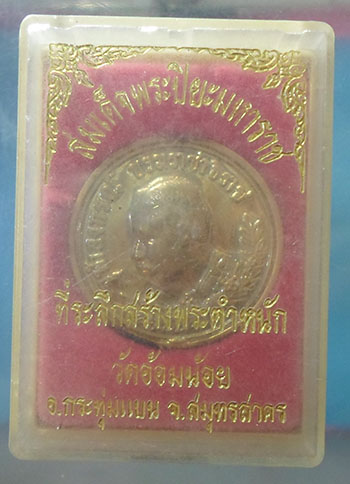 สมเด็จพระปิยะมหาราช
ที่ระลึกสร้างพระตำหนัก
วัดอ้อมน้อย
อ.กระทุ่มแบน จ.สมุทรสาคร